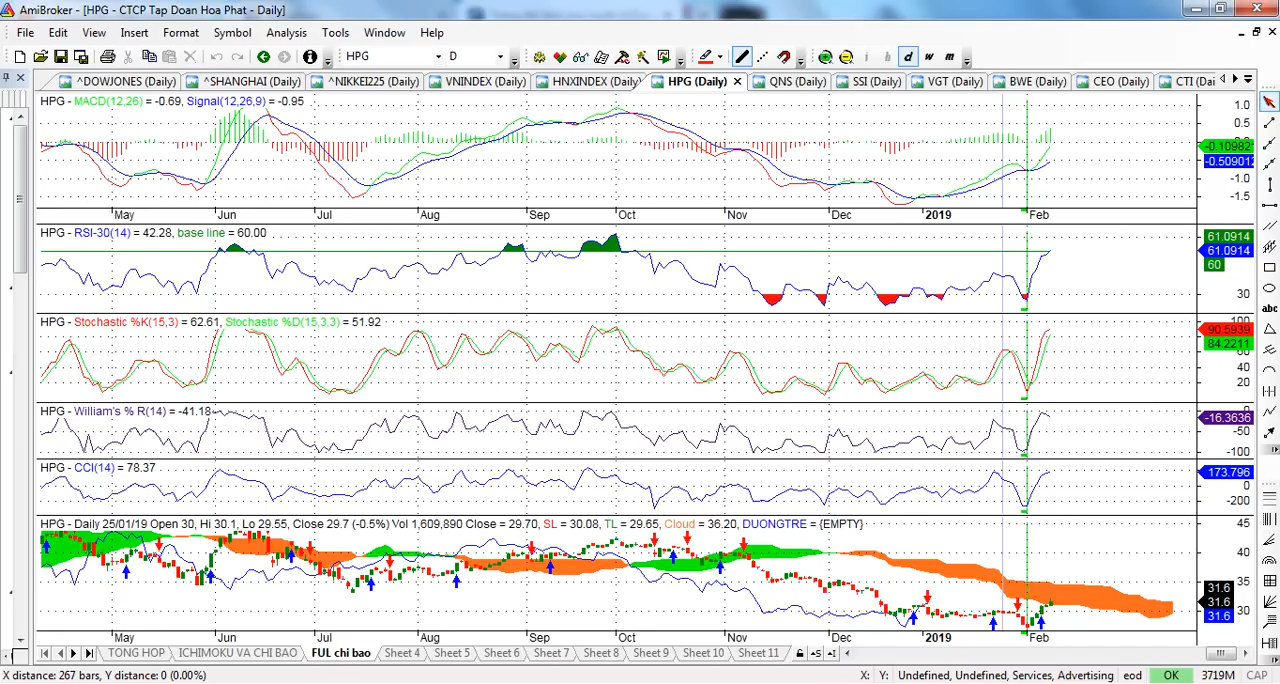 AmiBroker - [HPG - CTCP Tap Doan Hoa Phat - Daily]
File Edit View Insert Format Symbol Analysis Tools Window Help
HPG D i h d w m
^DOWJONES (Daily) ^SHANGHAI (Daily) ^NIKKEI225 (Daily) VNINDEX (Daily) HNXINDEX (Daily) HPG (Daily) QNS (Daily) SSI (Daily) VGT (Daily) BWE (Daily) CEO (Daily) CTI (Dai
HPG - MACD(12,26) = -0.69, Signal(12,26,9) = -0.95
1.0
0.5
0.0
-0.10982
-0.509012
-1.0
-1.5
May Jun Jul Aug Sep Oct Nov Dec 2019 Feb
HPG - RSI-30(14) = 42.28, base line = 60.00
61.0914
61.0914
60
30
HPG - Stochastic %K(15,3) = 62.61, Stochastic %D(15,3,3) = 51.92
100
90.5939
84.2211
60
40
20
HPG - William's % R(14) = -41.18
-16.3636
-50
-100
HPG - CCI(14) = 78.37
173.796
0
-200
HPG - Daily 25/01/19 Open 30, Hi 30.1, Lo 29.55, Close 29.7 (-0.5%) Vol 1,609,890 Close = 29.70, SL = 30.08, TL = 29.65, Cloud = 36.20, DUONGTRE = {EMPTY}
45
40
35
31.6
31.6
31.6
30
May Jun Jul Aug Sep Oct Nov Dec 2019 Feb
TONG HOP ICHIMOKU VA CHI BAO FUL chi bao Sheet 4 Sheet 5 Sheet 6 Sheet 7 Sheet 8 Sheet 9 Sheet 10 Sheet 11
X distance: 267 bars, Y distance: 0 (0.00%) X: Y: Undefined, Undefined, Services, Advertising eod OK 3719M CAP
abc